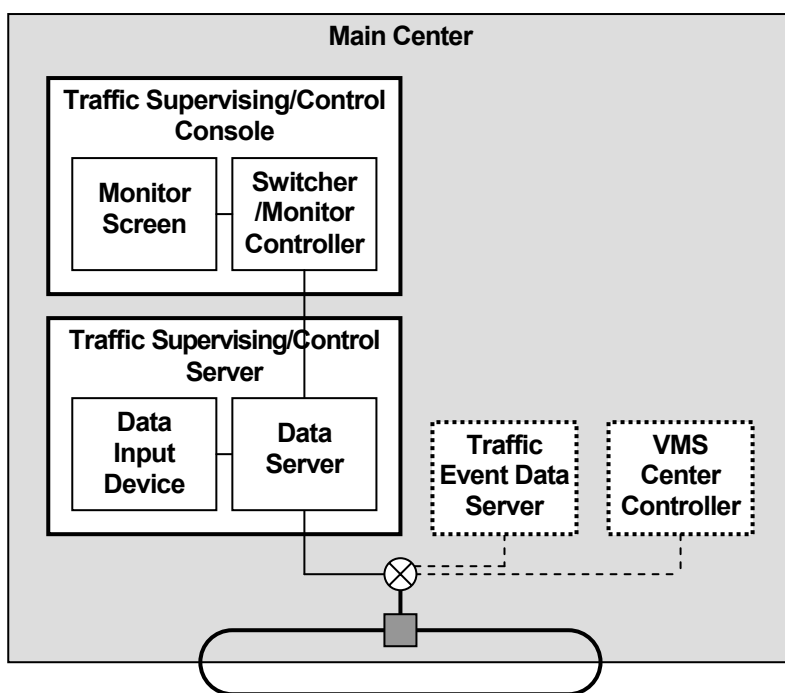 Main Center
Traffic Supervising/Control
Console
Monitor
Screen
Switcher
/Monitor
Controller
Traffic Supervising/Control
Server
Data
Input
Device
Data
Server
Traffic
Event Data
Server
VMS
Center
Controller